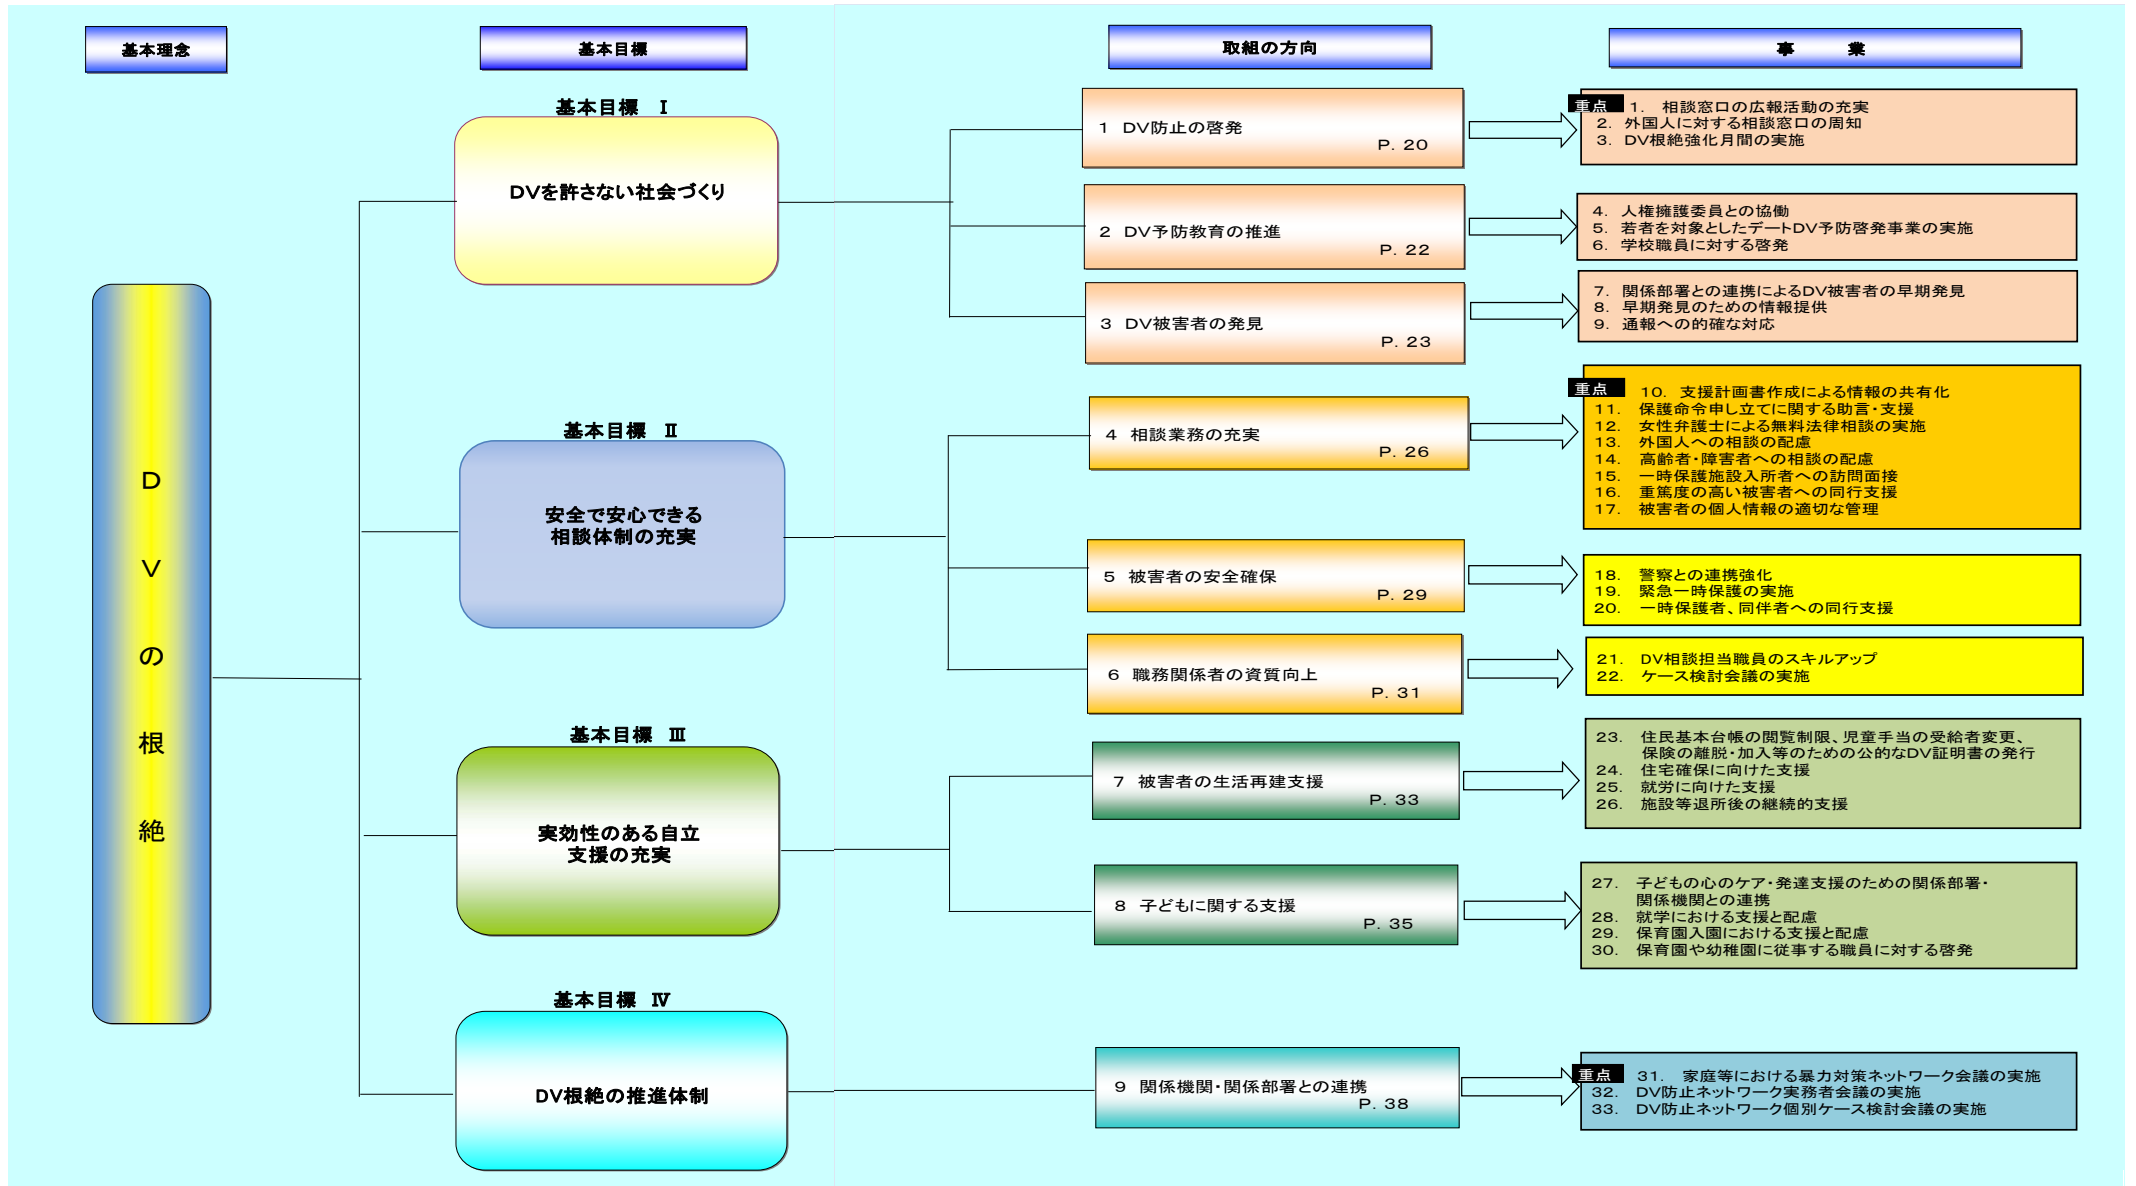 基本理念
基本目標
取組の方向
事　業
DVの根絶
基本目標　Ⅰ
DVを許さない社会づくり
1 DV防止の啓発
P. 20
重点 1. 相談窓口の広報活動の充実
2. 外国人に対する相談窓口の周知
3. DV根絶強化月間の実施
2 DV予防教育の推進
P. 22
4. 人権擁護委員との協働
5. 若者を対象としたデートDV予防啓発事業の実施
6. 学校職員に対する啓発
3 DV被害者の発見
P. 23
7. 関係部署との連携によるDV被害者の早期発見
8. 早期発見のための情報提供
9. 通報への的確な対応
基本目標　Ⅱ
安全で安心できる
相談体制の充実
4 相談業務の充実
P. 26
重点 10. 支援計画書作成による情報の共有化
11. 保護命令申し立てに関する助言・支援
12. 女性弁護士による無料法律相談の実施
13. 外国人への相談の配慮
14. 高齢者・障害者への相談の配慮
15. 一時保護施設入所者への訪問面接
16. 重篤度の高い被害者への同行支援
17. 被害者の個人情報の適切な管理
5 被害者の安全確保
P. 29
18. 警察との連携強化
19. 緊急一時保護の実施
20. 一時保護者、同伴者への同行支援
6 職務関係者の資質向上
P. 31
21. DV相談担当職員のスキルアップ
22. ケース検討会議の実施
基本目標　Ⅲ
実効性のある自立
支援の充実
7 被害者の生活再建支援
P. 33
23. 住民基本台帳の閲覧制限、児童手当の受給者変更、
保険の離脱・加入等のための公的なDV証明書の発行
24. 住宅確保に向けた支援
25. 就労に向けた支援
26. 施設等退所後の継続的支援
8 子どもに関する支援
P. 35
27. 子どもの心のケア・発達支援のための関係部署・
関係機関との連携
28. 就学における支援と配慮
29. 保育園入園における支援と配慮
30. 保育園や幼稚園に従事する職員に対する啓発
基本目標　Ⅳ
DV根絶の推進体制
9 関係機関・関係部署との連携
P. 38
重点 31. 家庭等における暴力対策ネットワーク会議の実施
32. DV防止ネットワーク実務者会議の実施
33. DV防止ネットワーク個別ケース検討会議の実施